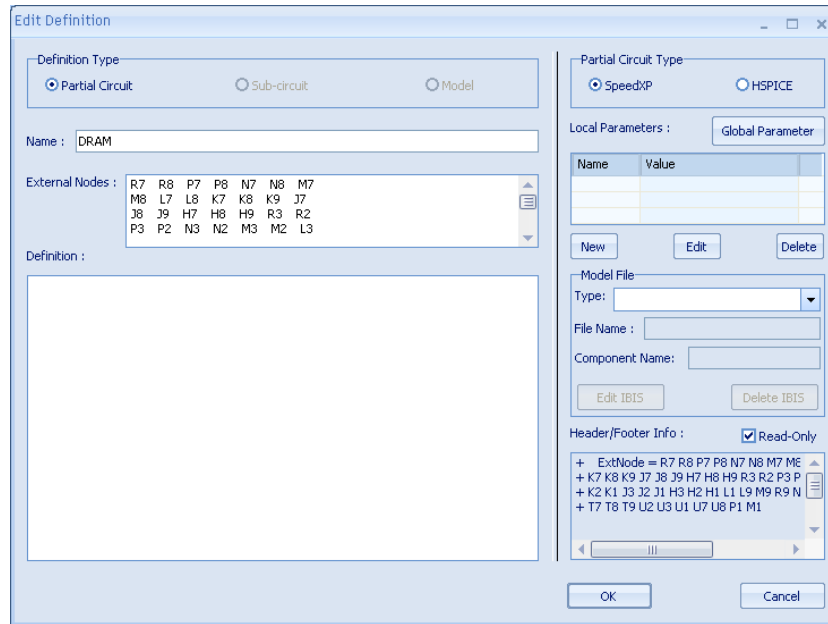 Edit Definition
Definition Type
Partial Circuit
Sub-circuit
Model
Name :
DRAM
External Nodes :
R7 R8 P7 P8 N7 N8 M7
M8 L7 L8 K7 K8 K9 J7
J8 J9 H7 H8 H9 R3 R2
P3 P2 N3 N2 M3 M2 L3
Definition :
Partial Circuit Type
SpeedXP
HSPICE
Local Parameters :
Global Parameter
Name Value
New
Edit
Delete
Model File
Type:
File Name :
Component Name:
Edit IBIS
Delete IBIS
Header/Footer Info :
Read-Only
+ ExtNode = R7 R8 P7 P8 N7 N8 M7 M8
+ K7 K8 K9 J7 J8 J9 H7 H8 H9 R3 R2 P3 P
+ K2 K1 J3 J2 J1 H3 H2 H1 L1 L9 M9 R9 N
+ T7 T8 T9 U2 U3 U1 U7 U8 P1 M1
OK
Cancel